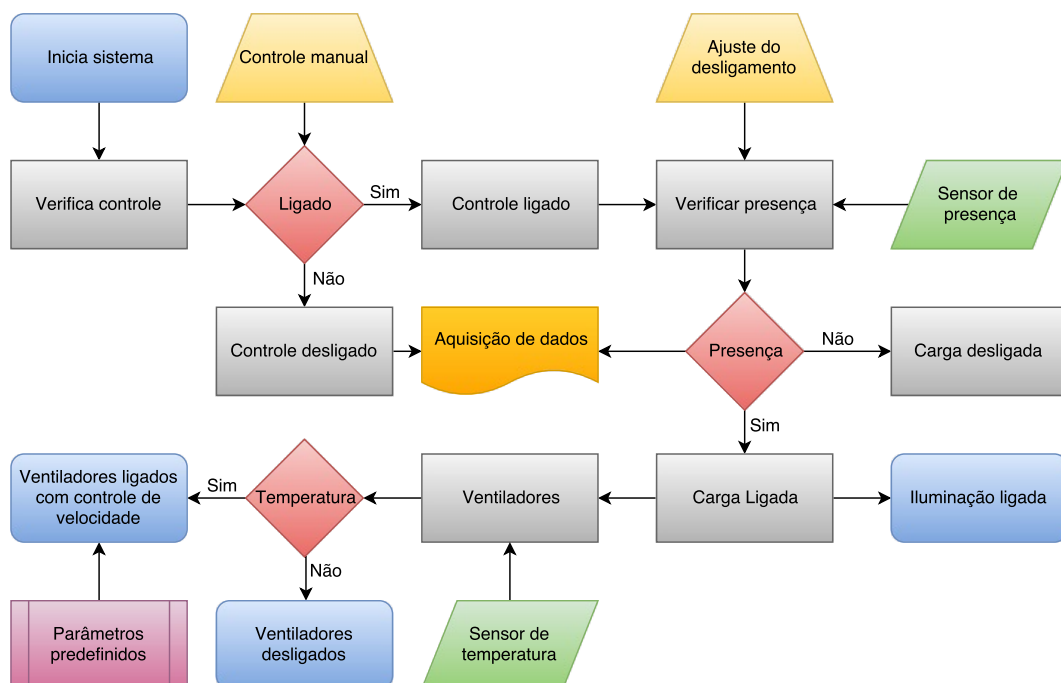 Inicia sistema
Controle manual
Ajuste do
desligamento
Verifica controle
Ligado
Sim
Controle ligado
Verificar presença
Sensor de
presença
Não
Controle desligado
Aquisição de dados
Presença
Não
Carga desligada
Sim
Ventiladores ligados
com controle de
velocidade
Sim
Temperatura
Ventiladores
Carga Ligada
Iluminação ligada
Não
Parâmetros
predefinidos
Ventiladores
desligados
Sensor de
temperatura